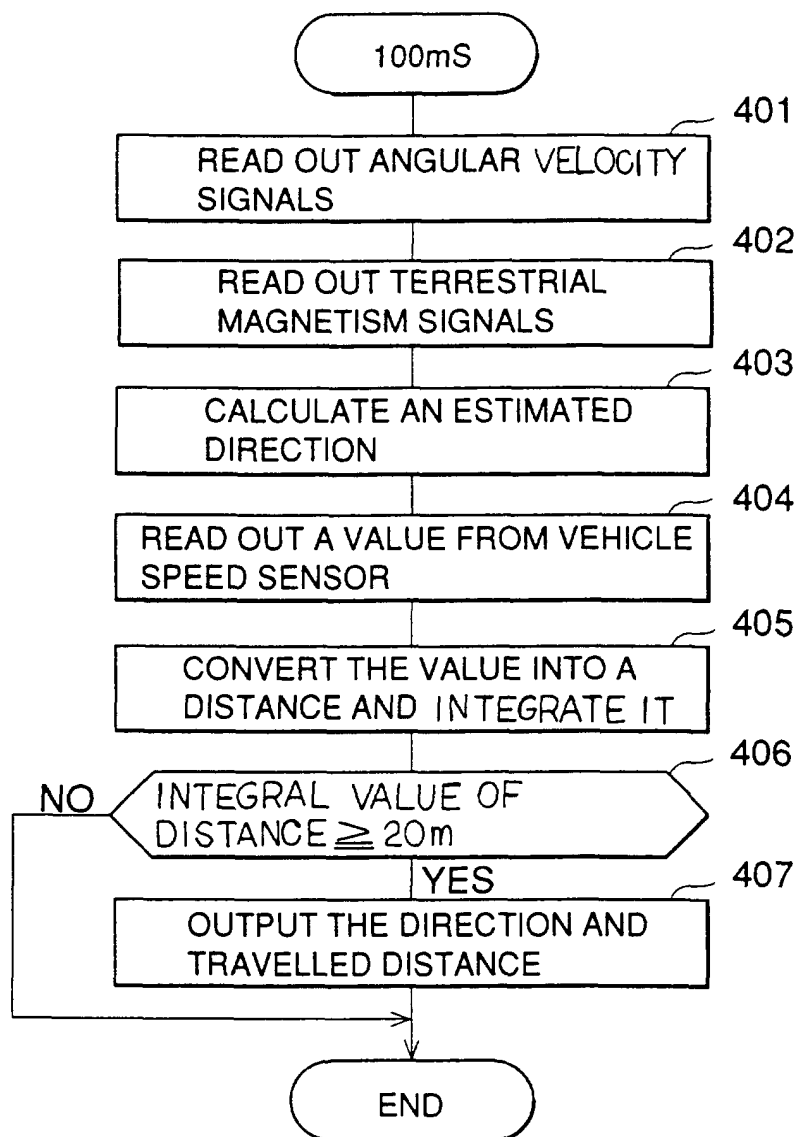 100mS
401
READ OUT ANGULAR VELOCITY
SIGNALS
402
READ OUT TERRESTRIAL
MAGNETISM SIGNALS
403
CALCULATE AN ESTIMATED
DIRECTION
404
READ OUT A VALUE FROM VEHICLE
SPEED SENSOR
405
CONVERT THE VALUE INTO A
DISTANCE AND INTEGRATE IT
406
NO
INTEGRAL VALUE OF
DISTANCE ≧ 20m
YES
407
OUTPUT THE DIRECTION AND
TRAVELLED DISTANCE
END